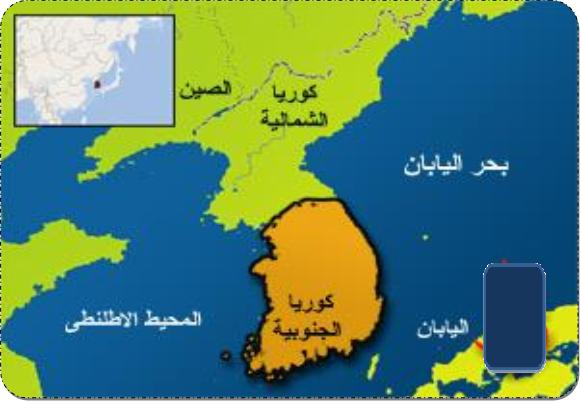 الصين
كوريا
الشمالية
بحر اليابان
كوريا
الجنوبية
المحيط الاطلنطى
اليابان